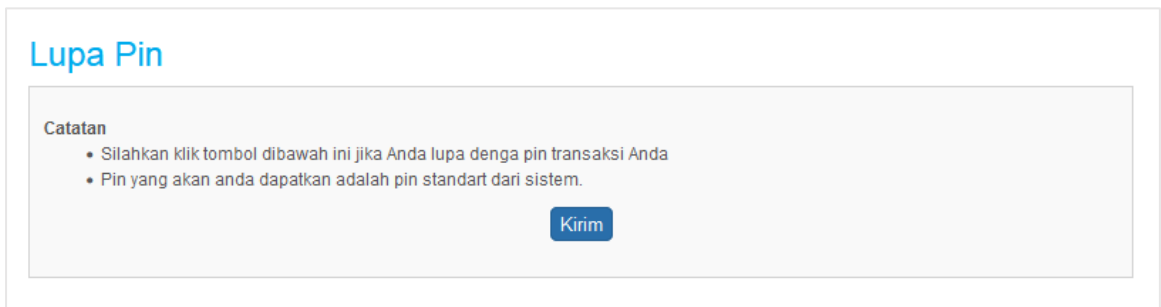 Lupa Pin
Catatan
• Silahkan klik tombol dibawah ini jika Anda lupa denga pin transaksi Anda
• Pin yang akan anda dapatkan adalah pin standart dari sistem.
Kirim